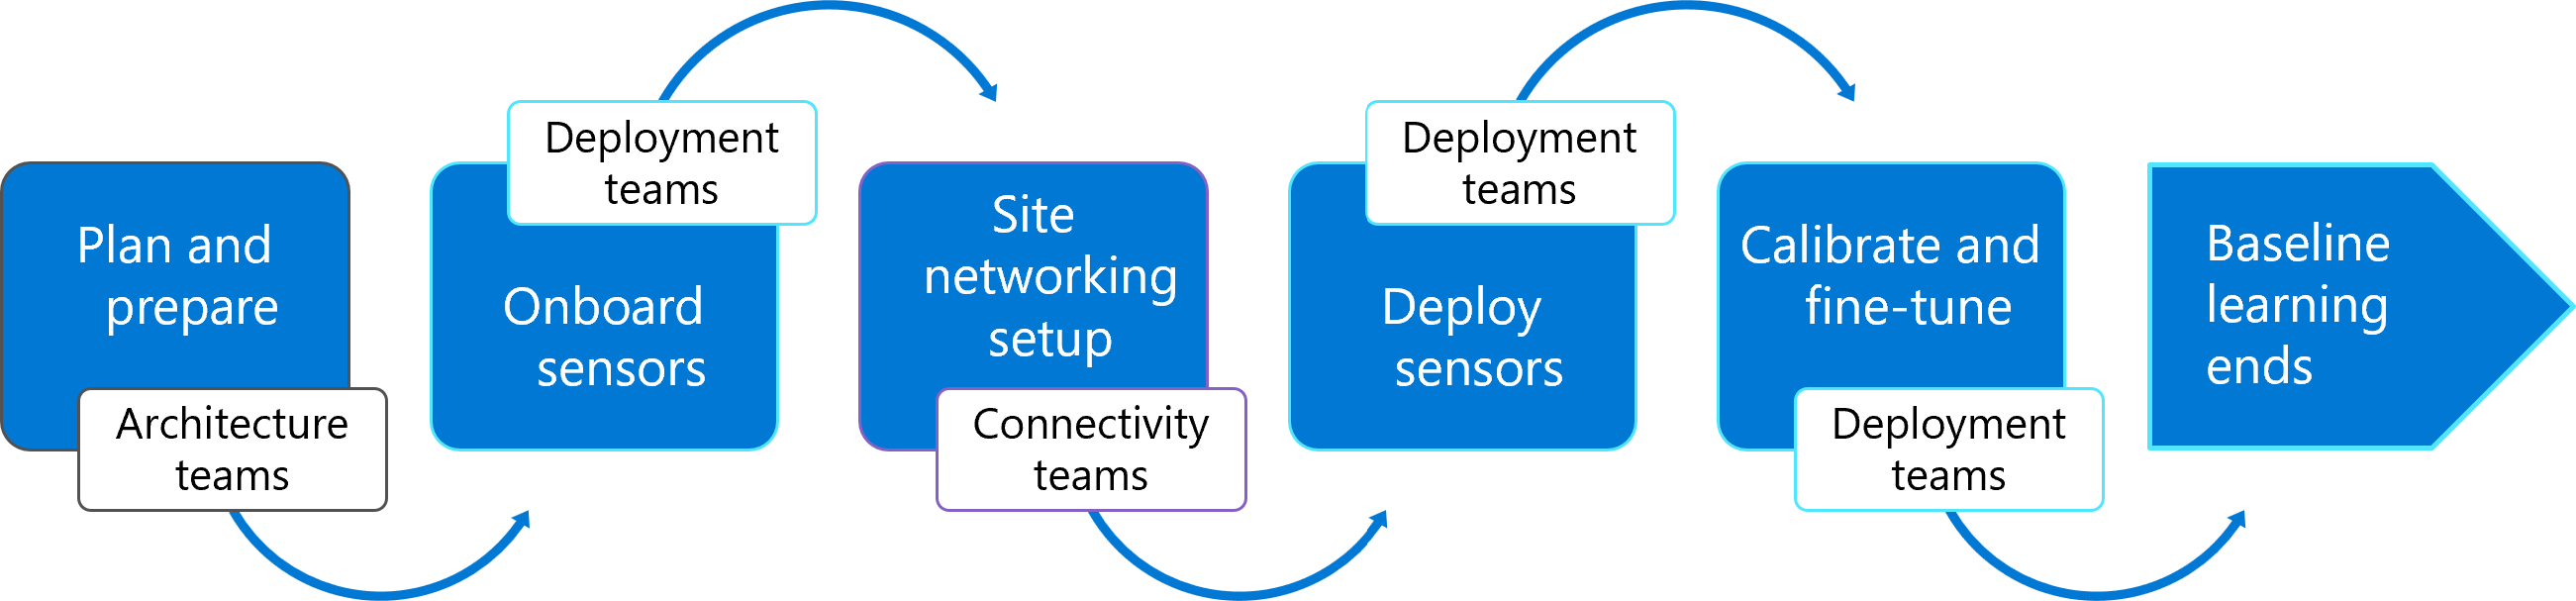 Plan and
prepare
Architecture
teams
Deployment
teams
Onboard
sensors
Site
networking
setup
Connectivity
teams
Deployment
teams
Deploy
sensors
Calibrate and
fine-tune
Deployment
teams
Baseline
learning
ends